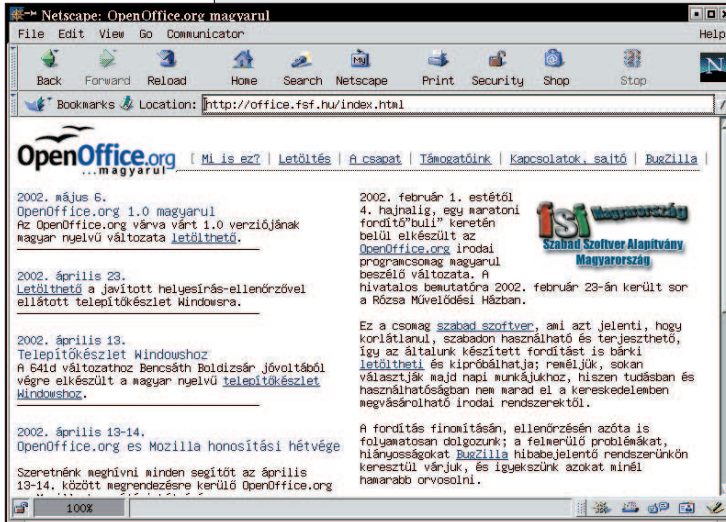 Netscape: OpenOffice.org magyarul
File Edit View Go Communicator Help
Back Forward Reload Home Search Netscape Print Security Shop Stop
Bookmarks Location: http://office.fsf.hu/index.html
OpenOffice.org
...magyarul
[ Mi is ez? | Letöltés | A csapat | Támogatóink | Kapcsolatok, sajtó | BugZilla |
2002. május 6.
OpenOffice.org 1.0 magyarul
Az OpenOffice.org várva várt 1.0 verziójának
magyar nyelvű változata letölthető.
2002. április 23.
Letölthető a javított helyesírás-ellenőrzővel
ellátott telepítőkészlet Windowsra.
2002. április 13.
Telepítőkészlet Windowshoz
A 641d változathoz Bencsáth Boldizsár jóvoltából
végre elkészült a magyar nyelvű telepítőkészlet
Windowshoz.
2002. április 13-14.
OpenOffice.org es Mozilla honosítási hétvége
Szeretnénk meghívni minden segítőt az április
13-14. között megrendezésre kerülő OpenOffice.org
2002. február 1. estétől
4. hajnalig, egy maratoni
fordító"buli" keretén
belül elkészült az
OpenOffice.org irodai
programcsomag magyarul
beszélő változata. A
hivatalos bemutatóra 2002. február 23-án került sor
a Rózsa Művelődési Házban.
fsf Magyarország
Szabad Szoftver Alapítvány
Magyarország
Ez a csomag szabad szoftver, ami azt jelenti, hogy
korlátlanul, szabadon használható és terjeszthető,
így az általunk készített fordítást is bárki
letöltheti és kipróbálhatja; reméljük, sokan
választják majd napi munkájukhoz, hiszen tudásban és
használhatóságban nem marad el a kereskedelemben
megvásárolható irodai rendszerektől.
A fordítás finomításán, ellenőrzésén azóta is
folyamatosan dolgozunk; a felmerülő problémákat,
hiányosságokat BugZilla hibabejelentő rendszerünkön
keresztül várjuk, és igyekszünk azokat minél
hamarabb orvosolni.
100%